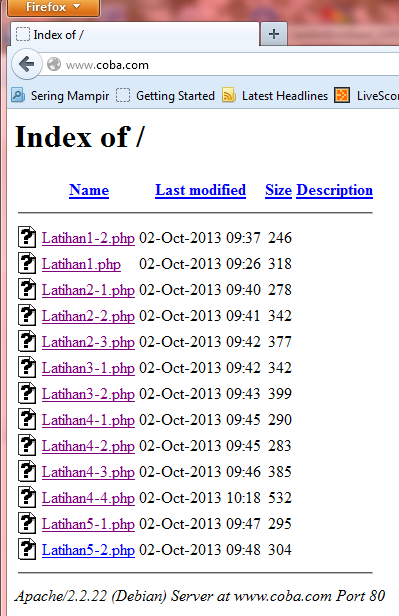 Firefox
Index of /
www.coba.com
Sering Mampir Getting Started Latest Headlines LiveScor
Index of /
Name Last modified Size Description
Latihan1-2.php 02-Oct-2013 09:37 246
Latihan1.php 02-Oct-2013 09:26 318
Latihan2-1.php 02-Oct-2013 09:40 278
Latihan2-2.php 02-Oct-2013 09:41 342
Latihan2-3.php 02-Oct-2013 09:42 377
Latihan3-1.php 02-Oct-2013 09:42 342
Latihan3-2.php 02-Oct-2013 09:43 399
Latihan4-1.php 02-Oct-2013 09:45 290
Latihan4-2.php 02-Oct-2013 09:45 283
Latihan4-3.php 02-Oct-2013 09:46 385
Latihan4-4.php 02-Oct-2013 10:18 532
Latihan5-1.php 02-Oct-2013 09:47 295
Latihan5-2.php 02-Oct-2013 09:48 304
Apache/2.2.22 (Debian) Server at www.coba.com Port 80